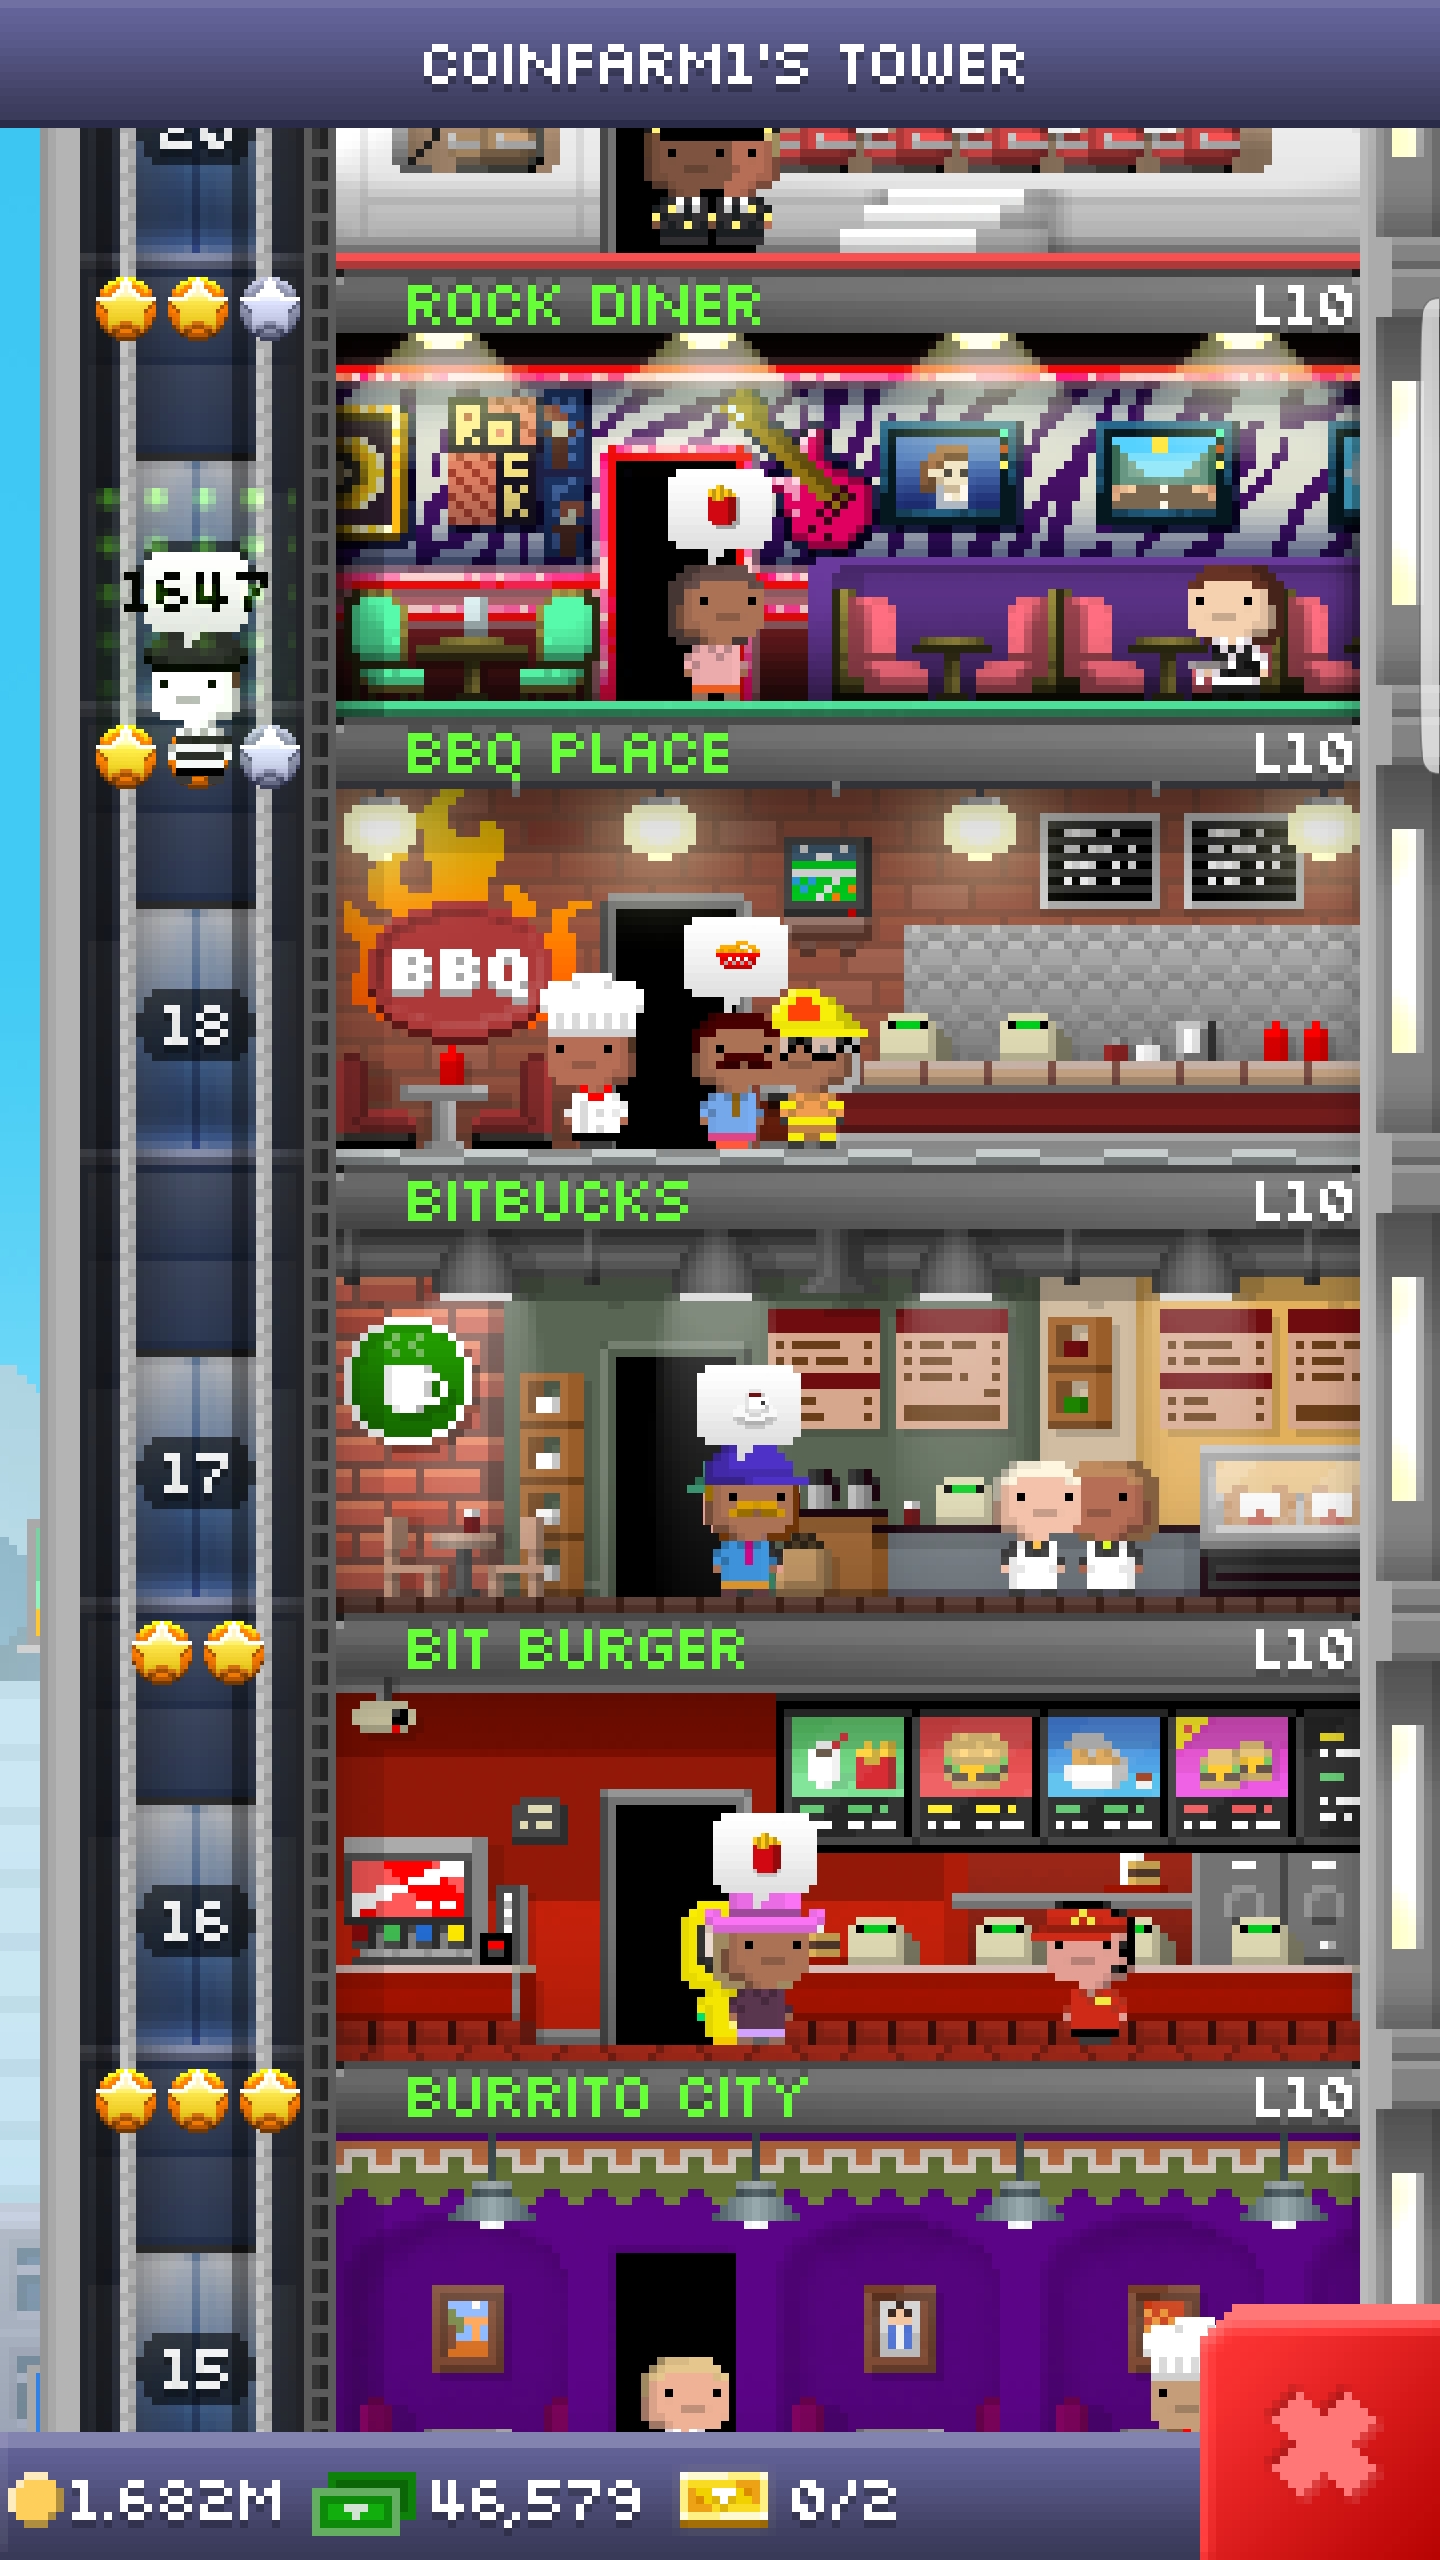 COINFARM1'S TOWER
20
ROCK DINER L10
1647
BBQ PLACE L10
BBQ
18
BITBUCKS L10
17
BIT BURGER L10
16
BURRITO CITY L10
15
1.682M 46,579 0/2